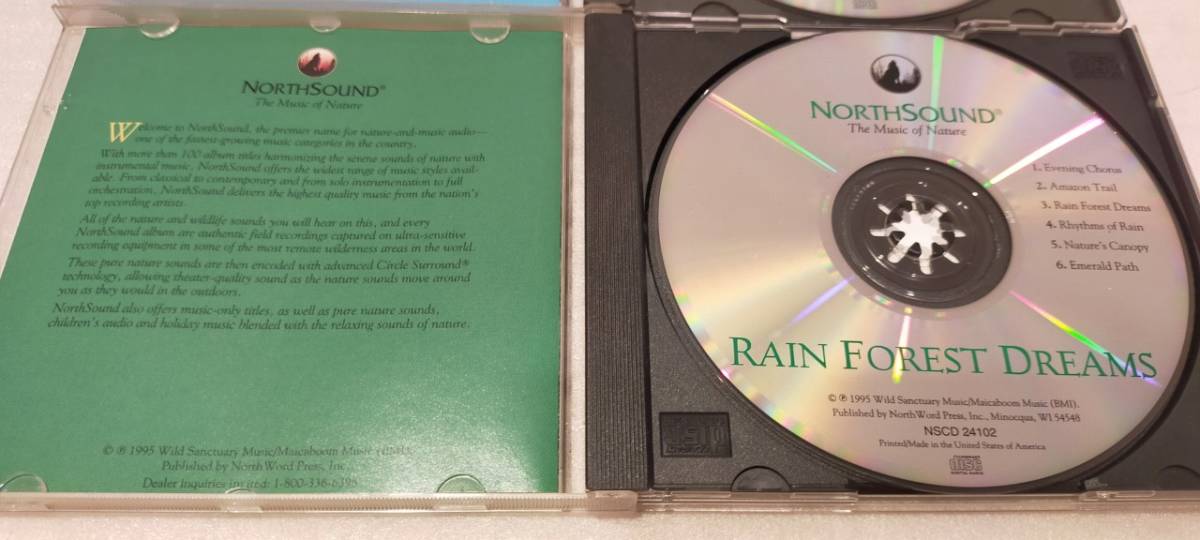 NORTHSOUND®
The Music of Nature
Welcome to NorthSound, the premier name for nature-and-music audio—
one of the fastest-growing music categories in the country.
With more than 100 album titles harmonizing the serene sounds of nature with
instrumental music, NorthSound offers the widest range of music styles avail-
able. From classical to contemporary and from solo instrumentation to full
orchestration, NorthSound delivers the highest quality music from the nation's
top recording artists.
All of the nature and wildlife sounds you will hear on this, and every
NorthSound album are authentic field recordings captured on ultra-sensitive
recording equipment in some of the most remote wilderness areas in the world.
These pure nature sounds are then encoded with advanced Circle Surround®
technology, allowing theater-quality sound as the nature sounds move around
you as they would in the outdoors.
NorthSound also offers music-only titles, as well as pure nature sounds,
children's audio and holiday music blended with the relaxing sounds of nature.
© ℗ 1995 Wild Sanctuary Music/Maicaboom Music (BMI).
Published by NorthWord Press, Inc.
Dealer inquiries invited: 1-800-336-6398
NORTHSOUND®
The Music of Nature
1. Evening Chorus
2. Amazon Trail
3. Rain Forest Dreams
4. Rhythms of Rain
5. Nature's Canopy
6. Emerald Path
RAIN FOREST DREAMS
© ℗ 1995 Wild Sanctuary Music/Maicaboom Music (BMI).
Published by NorthWord Press, Inc., Minocqua, WI 54548
NSCD 24102
Printed/Made in the United States of America
COMPACT
disc
DIGITAL AUDIO